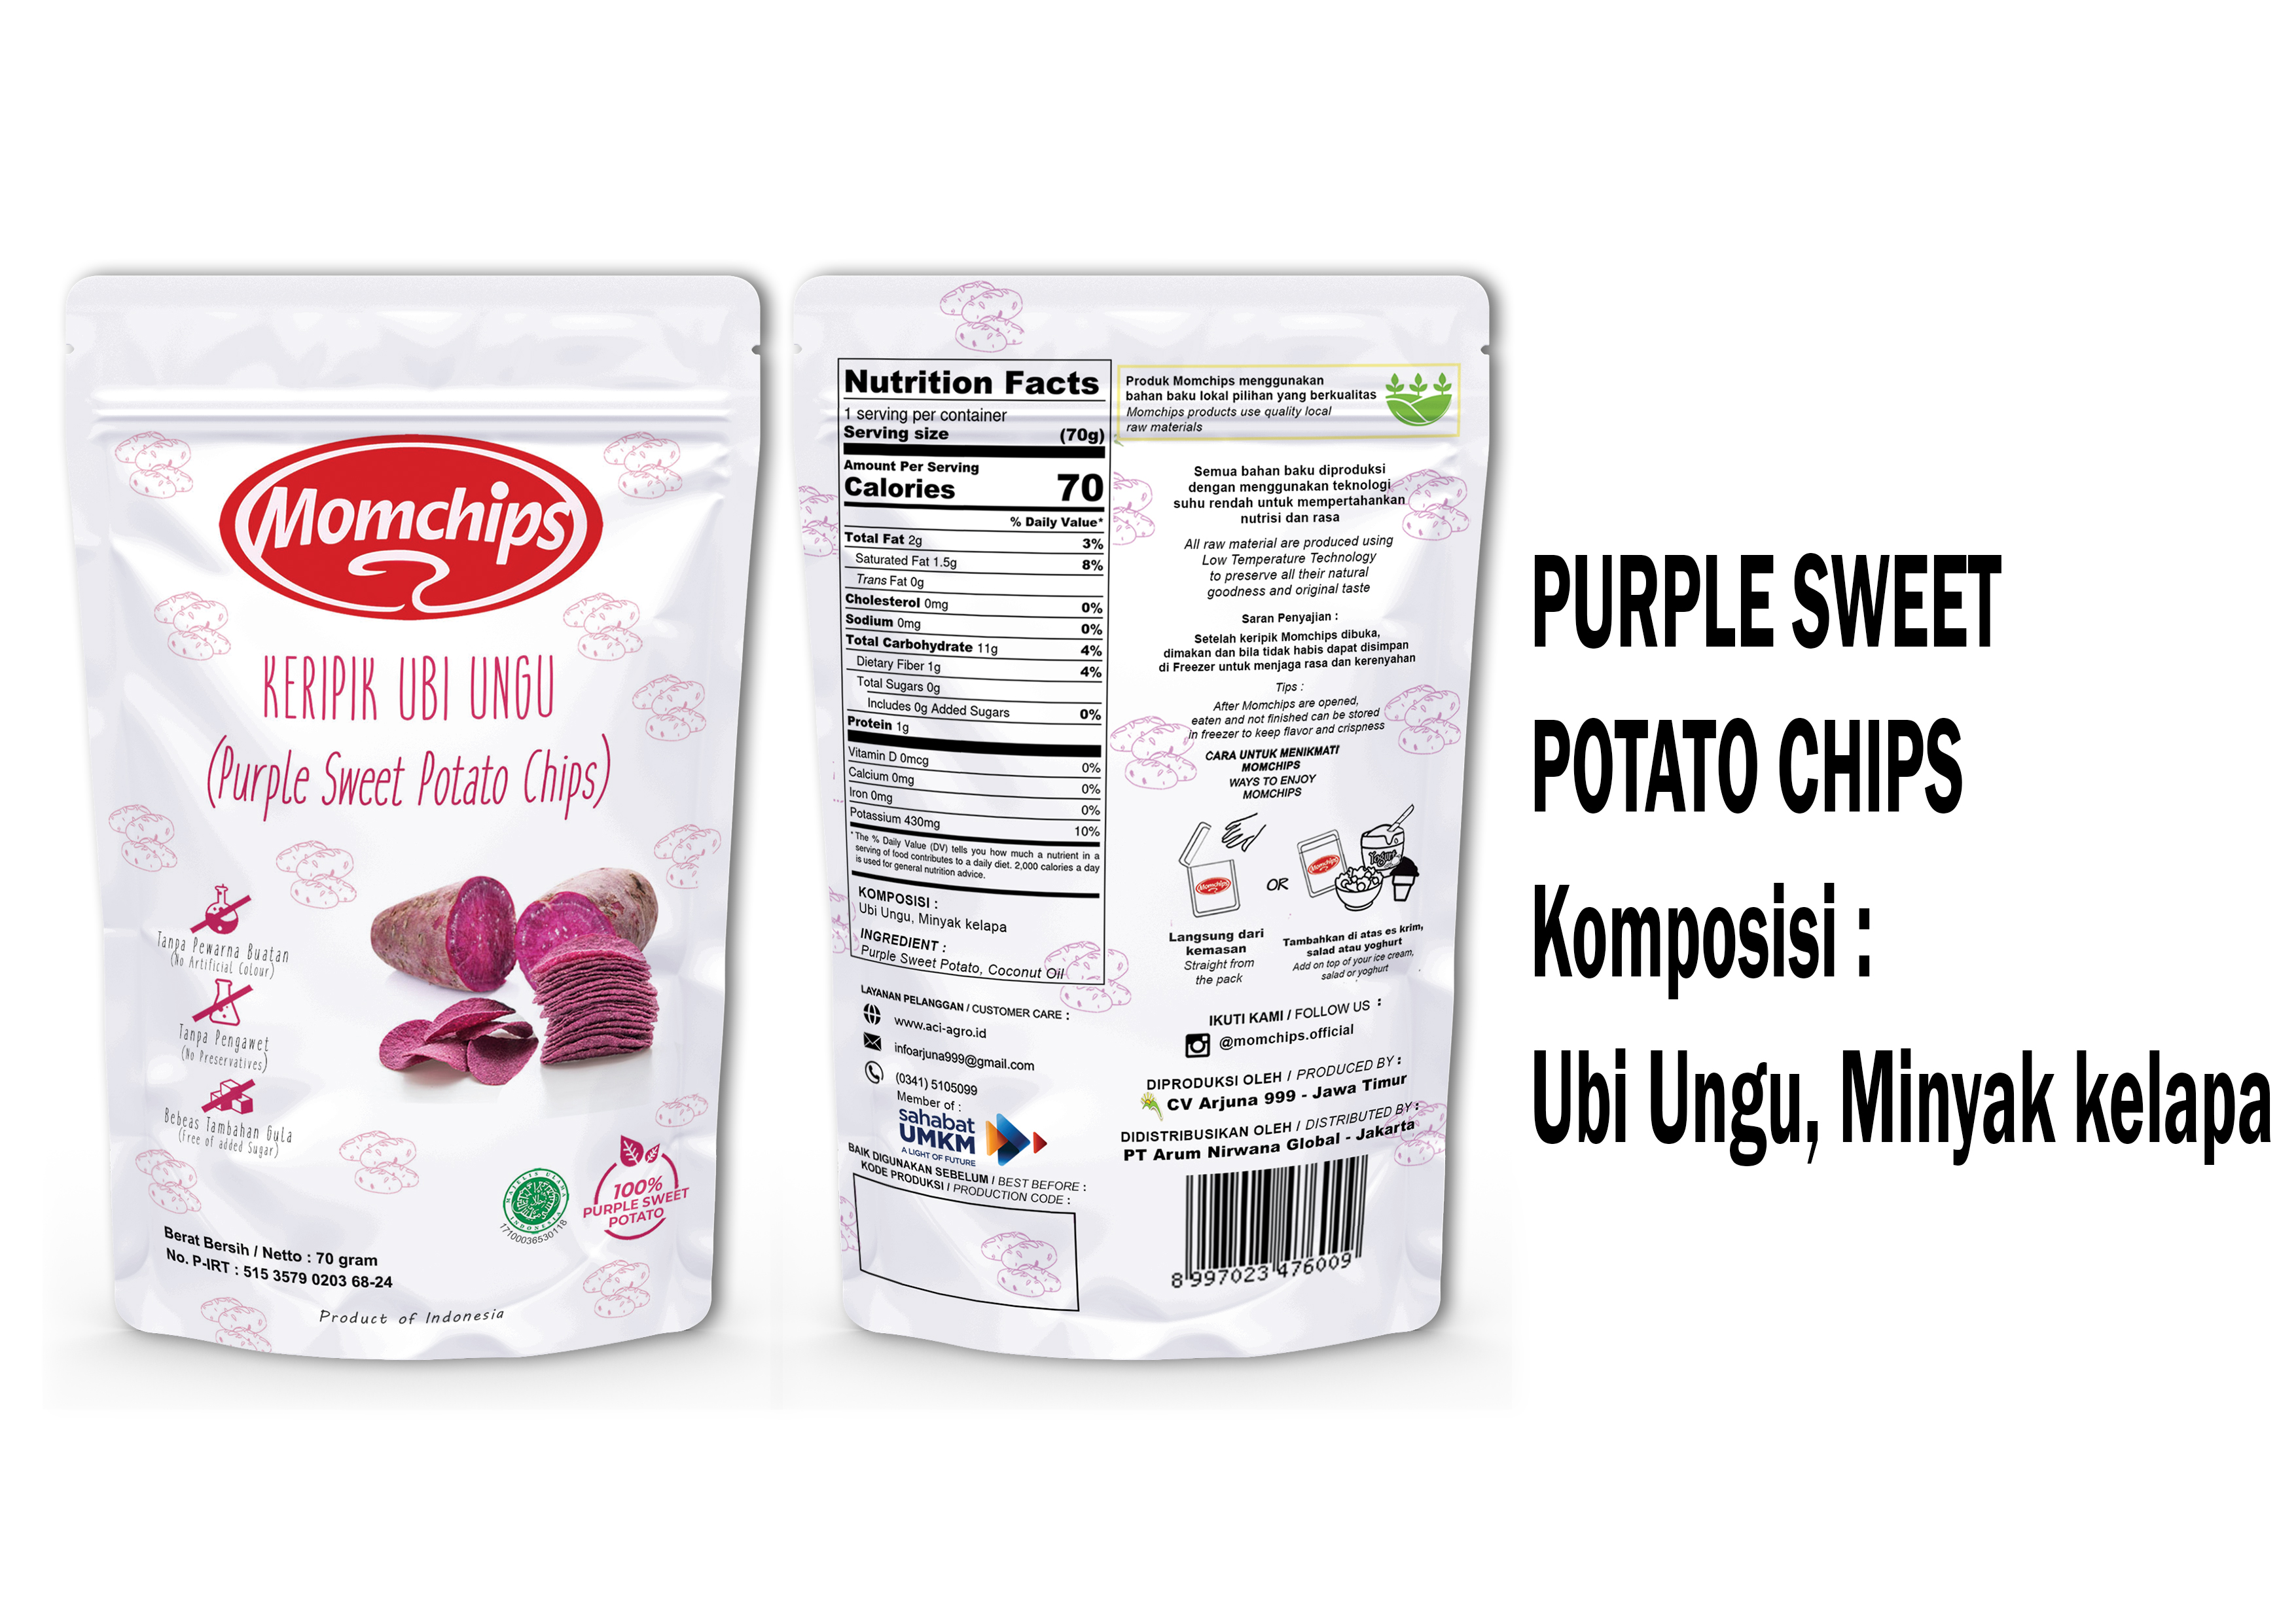 Momchips
KERIPIK UBI UNGU
(Purple Sweet Potato Chips)
Tanpa Pewarna Buatan
(No Artificial Colour)
Tanpa Pengawet
(No Preservatives)
Bebeas Tambahan Gula
(Free of added Sugar)
MAJELIS ULAMA
INDONESIA
17100036530118
100%
PURPLE SWEET
POTATO
Berat Bersih / Netto : 70 gram
No. P-IRT : 515 3579 0203 68-24
Product of Indonesia
Nutrition Facts
1 serving per container
Serving size (70g)
Amount Per Serving
Calories 70
% Daily Value*
Total Fat 2g 3%
Saturated Fat 1.5g 8%
Trans Fat 0g
Cholesterol 0mg 0%
Sodium 0mg 0%
Total Carbohydrate 11g 4%
Dietary Fiber 1g 4%
Total Sugars 0g
Includes 0g Added Sugars 0%
Protein 1g
Vitamin D 0mcg 0%
Calcium 0mg 0%
Iron 0mg 0%
Potassium 430mg 10%
* The % Daily Value (DV) tells you how much a nutrient in a
serving of food contributes to a daily diet. 2,000 calories a day
is used for general nutrition advice.
KOMPOSISI :
Ubi Ungu, Minyak kelapa
INGREDIENT :
Purple Sweet Potato, Coconut Oil
LAYANAN PELANGGAN / CUSTOMER CARE :
www.aci-agro.id
infoarjuna999@gmail.com
(0341) 5105099
Member of :
sahabat
UMKM
A LIGHT OF FUTURE
BAIK DIGUNAKAN SEBELUM / BEST BEFORE :
KODE PRODUKSI / PRODUCTION CODE :
Produk Momchips menggunakan
bahan baku lokal pilihan yang berkualitas
Momchips products use quality local
raw materials
Semua bahan baku diproduksi
dengan menggunakan teknologi
suhu rendah untuk mempertahankan
nutrisi dan rasa
All raw material are produced using
Low Temperature Technology
to preserve all their natural
goodness and original taste
Saran Penyajian :
Setelah keripik Momchips dibuka,
dimakan dan bila tidak habis dapat disimpan
di Freezer untuk menjaga rasa dan kerenyahan
Tips :
After Momchips are opened,
eaten and not finished can be stored
in freezer to keep flavor and crispness
CARA UNTUK MENIKMATI
MOMCHIPS
WAYS TO ENJOY
MOMCHIPS
Momchips
OR
Momchips
Yogurt
Langsung dari
kemasan
Straight from
the pack
Tambahkan di atas es krim,
salad atau yoghurt
Add on top of your ice cream,
salad or yoghurt
IKUTI KAMI / FOLLOW US :
@momchips.official
DIPRODUKSI OLEH / PRODUCED BY :
CV Arjuna 999 - Jawa Timur
DIDISTRIBUSIKAN OLEH / DISTRIBUTED BY :
PT Arum Nirwana Global - Jakarta
8 997023 476009
PURPLE SWEET
POTATO CHIPS
Komposisi :
Ubi Ungu, Minyak kelapa